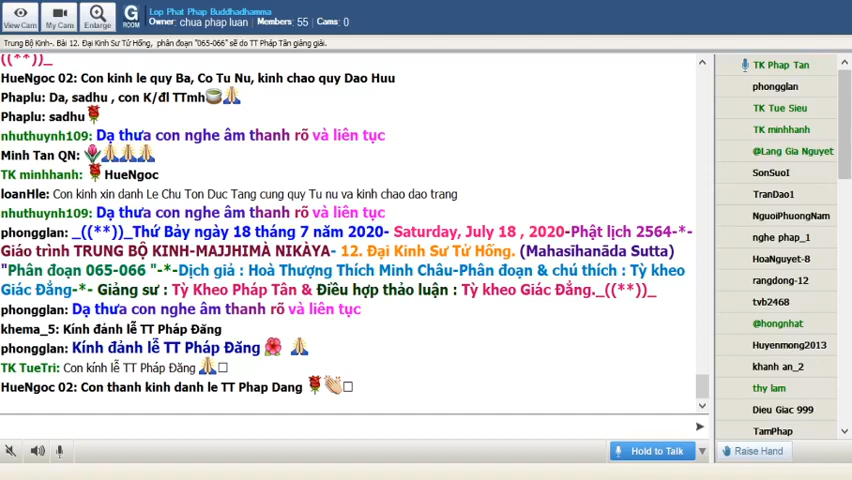 Lop Phat Phap Buddhadhamma
Owner: chua phap luan Members: 55 Cams: 0
View Cam My Cam Enlarge G ROOM
Trung Bộ Kinh-. Bài 12. Đại Kinh Sư Tử Hống, phân đoạn "065-066" sẽ do TT Pháp Tân giảng giải.
((**))_
HueNgoc 02: Con kinh le quy Ba, Co Tu Nu, kinh chao quy Dao Huu
Phaplu: Da, sadhu , con K/đl TTmh
Phaplu: sadhu
nhuthuynh109: Dạ thưa con nghe âm thanh rõ và liên tục
Minh Tan QN:
TK minhhanh: HueNgoc
loanHle: Con kinh xin danh Le Chu Ton Duc Tang cung quy Tu nu va kinh chao dao trang
nhuthuynh109: Dạ thưa con nghe âm thanh rõ và liên tục
phongglan: _((**))_Thứ Bảy ngày 18 tháng 7 năm 2020- Saturday, July 18 , 2020-Phật lịch 2564-*-
Giáo trình TRUNG BỘ KINH-MAJJHIMÀ NIKÀYA- 12. Đại Kinh Sư Tử Hống. (Mahasîhanāda Sutta)
"Phân đoạn 065-066 "-*-Dịch giả : Hoà Thượng Thích Minh Châu-Phân đoạn & chú thích : Tỳ kheo
Giác Đẳng-*- Giảng sư : Tỳ Kheo Pháp Tân & Điều hợp thảo luận : Tỳ kheo Giác Đẳng._((**))_
phongglan: Dạ thưa con nghe âm thanh rõ và liên tục
khema_5: Kính đảnh lễ TT Pháp Đăng
phongglan: Kính đảnh lễ TT Pháp Đăng
TK TueTri: Con kính lễ TT Pháp Đăng
HueNgoc 02: Con thanh kinh danh le TT Phap Dang
TK Phap Tan
phongglan
TK Tue Sieu
TK minhhanh
@Lang Gia Nguyet
SonSuoI
TranDao1
NguoiPhuongNam
nghe phap_1
HoaNguyet-8
rangdong-12
tvb2468
@hongnhat
Huyenmong2013
khanh an_2
thy lam
Dieu Giac 999
TamPhap
Hold to Talk
Raise Hand